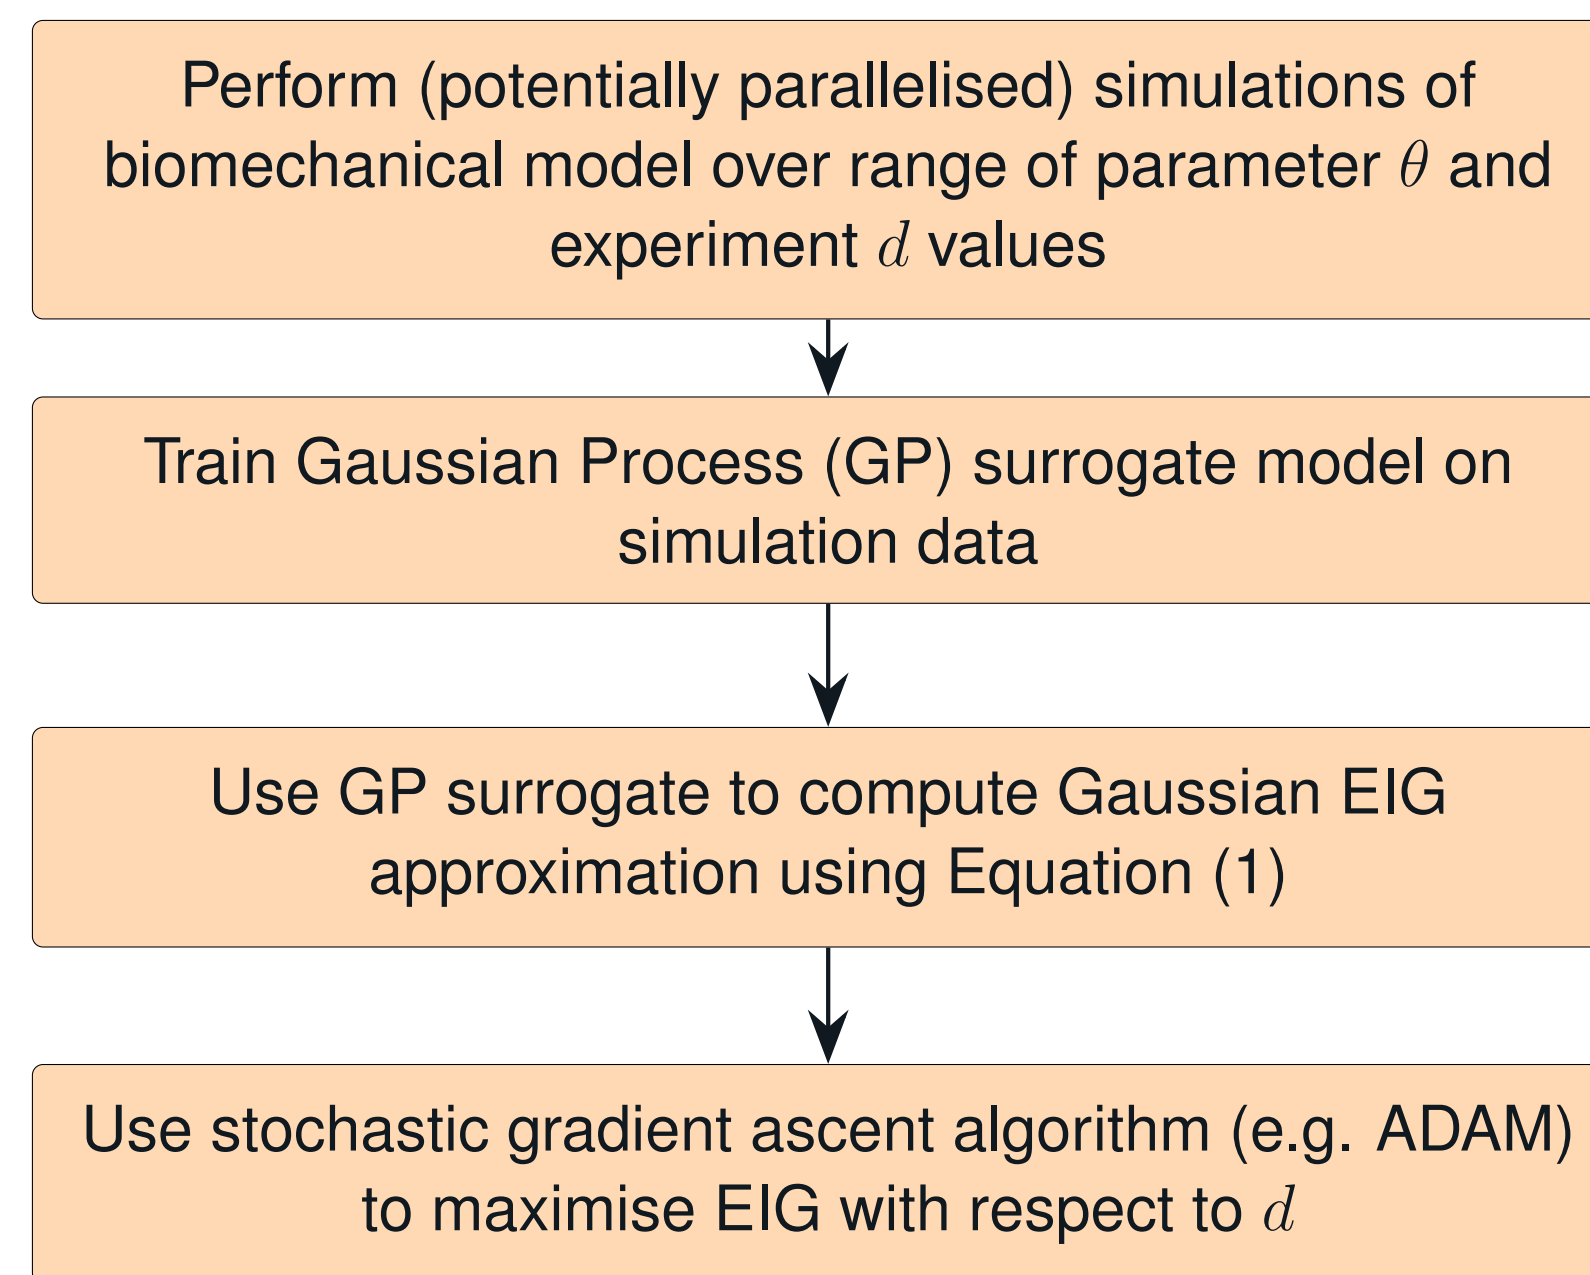 Perform (potentially parallelised) simulations of
biomechanical model over range of parameter θ and
experiment d values
Train Gaussian Process (GP) surrogate model on
simulation data
Use GP surrogate to compute Gaussian EIG
approximation using Equation (1)
Use stochastic gradient ascent algorithm (e.g. ADAM)
to maximise EIG with respect to d